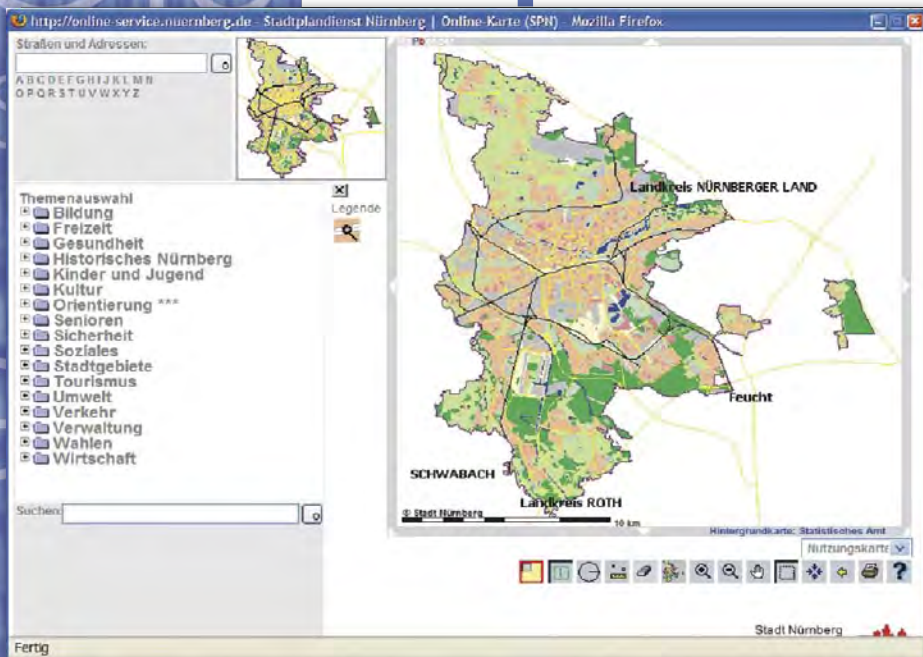 http://online-service.nuernberg.de - Stadtplandienst Nürnberg | Online-Karte (SPN) - Mozilla Firefox
Straßen und Adressen:
A B C D E F G H I J K L M N
O P Q R S T U V W X Y Z
Themenauswahl
Bildung
Freizeit
Gesundheit
Historisches Nürnberg
Kinder und Jugend
Kultur
Orientierung ***
Senioren
Sicherheit
Soziales
Stadtgebiete
Tourismus
Umwelt
Verkehr
Verwaltung
Wahlen
Wirtschaft
Legende
Suchen:
Landkreis NÜRNBERGER LAND
Feucht
SCHWABACH
Landkreis ROTH
© Stadt Nürnberg
10 km
Hintergrundkarte: Statistisches Amt
Nutzungskarte
?
Stadt Nürnberg
Fertig